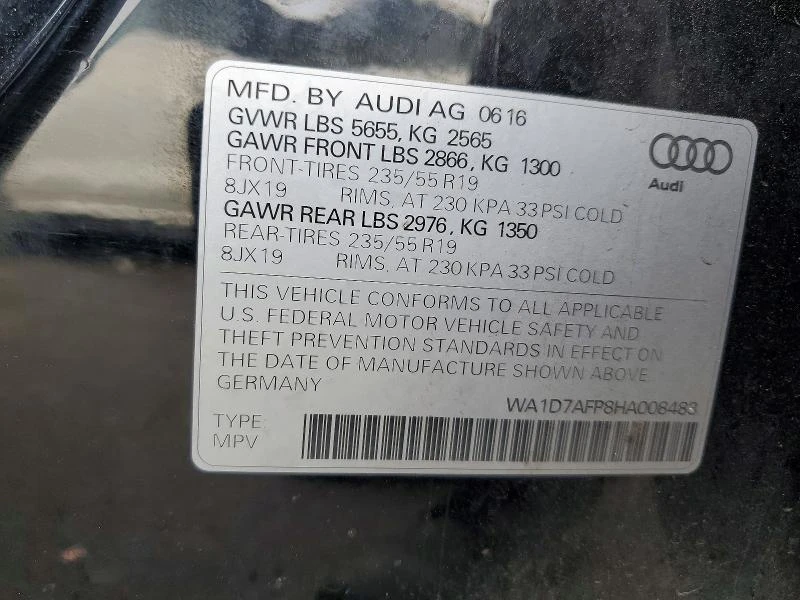 MFD. BY AUDI AG 06 16
GVWR LBS 5655, KG 2565
GAWR FRONT LBS 2866, KG 1300
FRONT-TIRES 235/55 R19
8JX19 RIMS, AT 230 KPA 33 PSI COLD
GAWR REAR LBS 2976, KG 1350
REAR-TIRES 235/55 R19
8JX19 RIMS, AT 230 KPA 33 PSI COLD
Audi
THIS VEHICLE CONFORMS TO ALL APPLICABLE
U.S. FEDERAL MOTOR VEHICLE SAFETY AND
THEFT PREVENTION STANDARDS IN EFFECT ON
THE DATE OF MANUFACTURE SHOWN ABOVE.
GERMANY
WA1D7AFP8HA008483
TYPE:
MPV